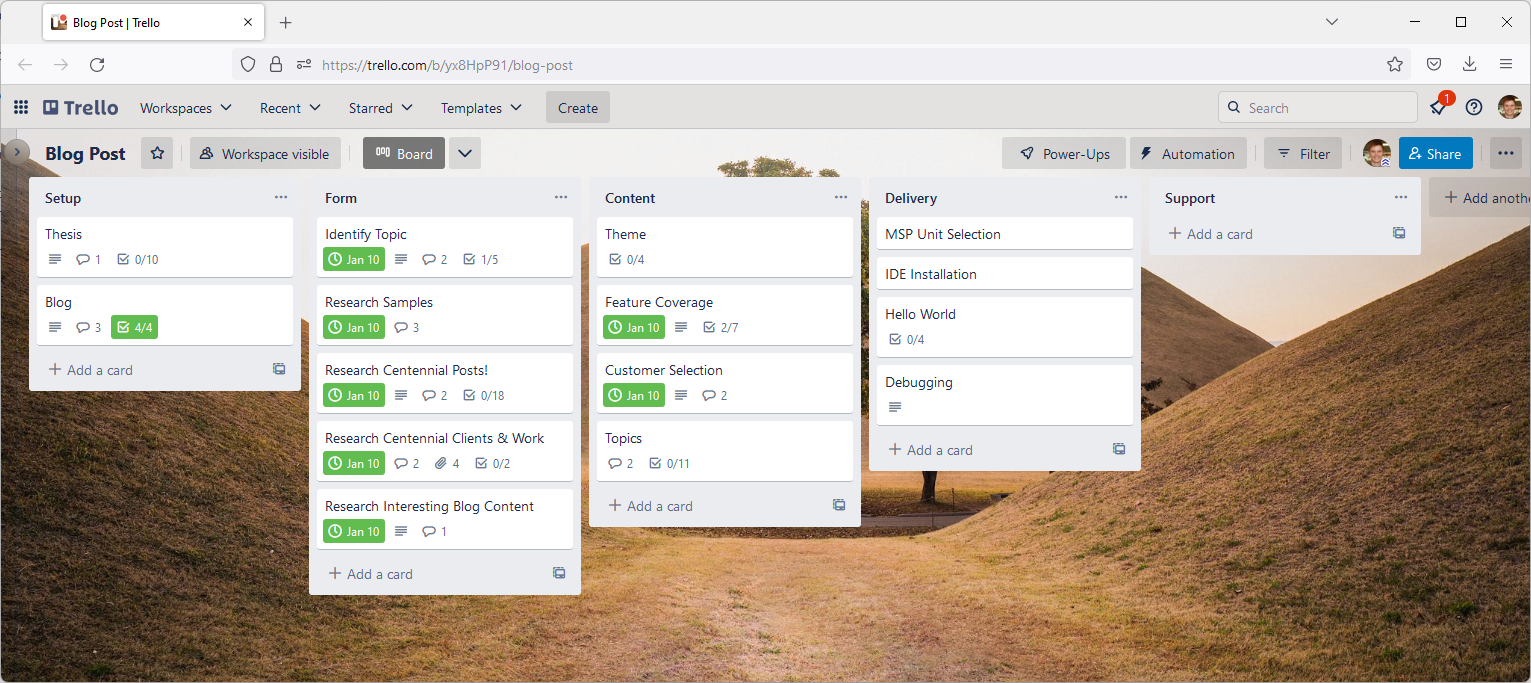 Blog Post | Trello
https://trello.com/b/yx8HpP91/blog-post
Trello
Workspaces
Recent
Starred
Templates
Create
Search
1
Blog Post
Workspace visible
Board
Power-Ups
Automation
Filter
Share
Setup
Thesis
1
0/10
Blog
3
4/4
Add a card
Form
Identify Topic
Jan 10
2
1/5
Research Samples
Jan 10
3
Research Centennial Posts!
Jan 10
2
0/18
Research Centennial Clients & Work
Jan 10
2
4
0/2
Research Interesting Blog Content
Jan 10
1
Add a card
Content
Theme
0/4
Feature Coverage
Jan 10
2/7
Customer Selection
Jan 10
2
Topics
2
0/11
Add a card
Delivery
MSP Unit Selection
IDE Installation
Hello World
0/4
Debugging
Add a card
Support
Add a card
Add anothe